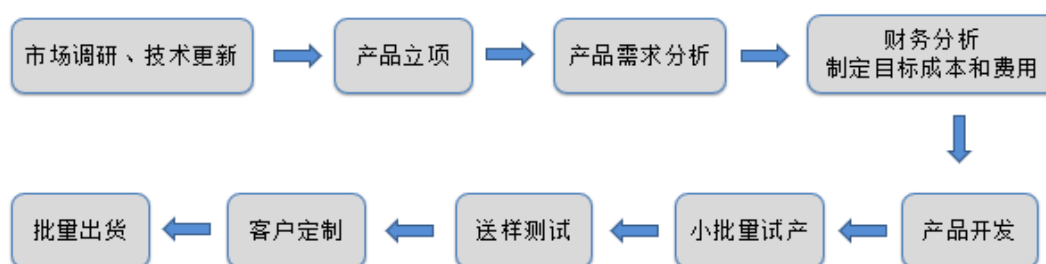 市场调研、技术更新
产品立项
产品需求分析
财务分析
制定目标成本和费用
产品开发
小批量试产
送样测试
客户定制
批量出货